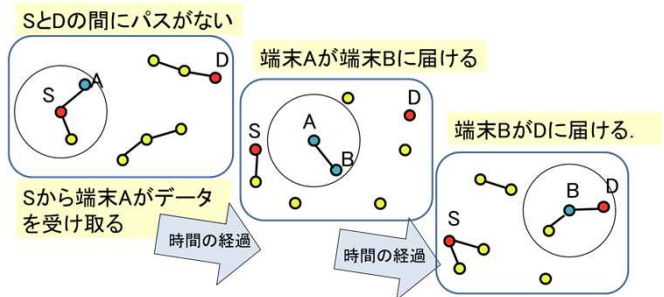 SとDの間にパスがない
A
S
D
Sから端末Aがデータ
を受け取る
時間の経過
端末Aが端末Bに届ける
D
S
A
B
時間の経過
端末BがDに届ける.
B
D
S